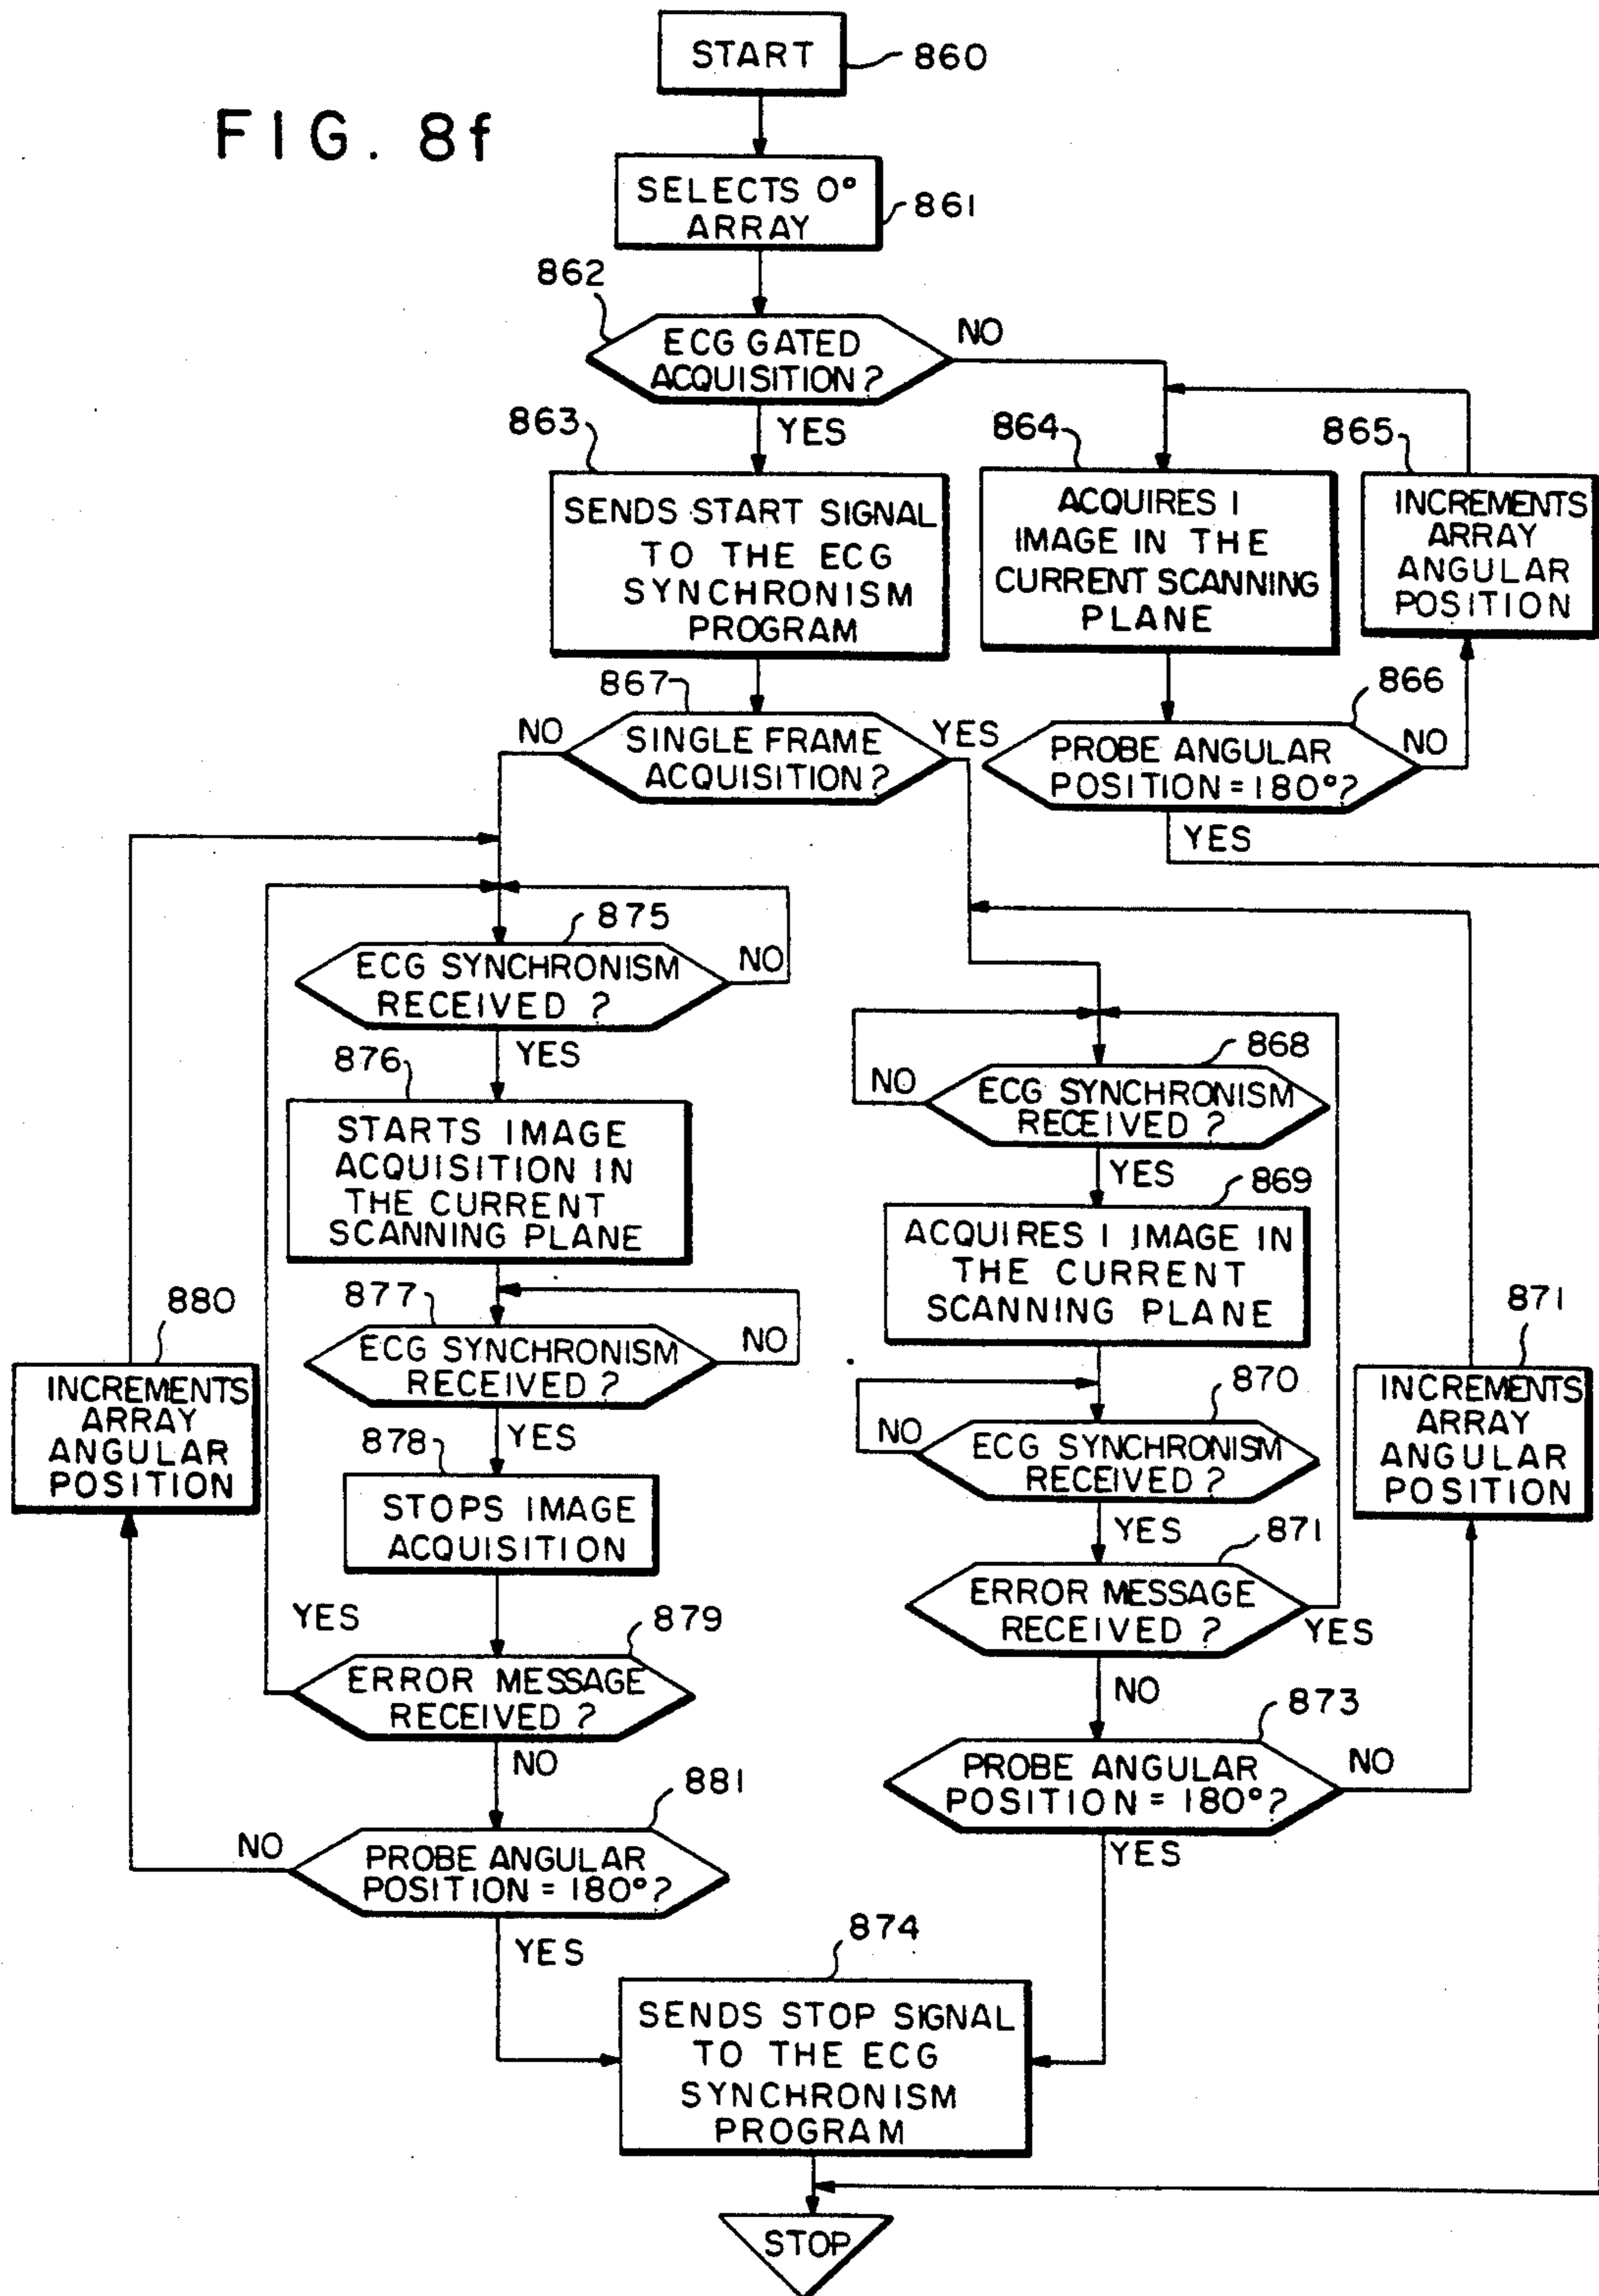 FIG. 8f
START
860
SELECTS 0°
ARRAY
861
862
ECG GATED
ACQUISITION?
NO
YES
863
SENDS START SIGNAL
TO THE ECG
SYNCHRONISM
PROGRAM
864
ACQUIRES 1
IMAGE IN THE
CURRENT SCANNING
PLANE
865
INCREMENTS
ARRAY
ANGULAR
POSITION
866
PROBE ANGULAR
POSITION = 180°?
NO
YES
867
SINGLE FRAME
ACQUISITION?
NO
YES
875
ECG SYNCHRONISM
RECEIVED ?
NO
YES
876
STARTS IMAGE
ACQUISITION IN
THE CURRENT
SCANNING PLANE
877
ECG SYNCHRONISM
RECEIVED ?
NO
YES
878
STOPS IMAGE
ACQUISITION
879
ERROR MESSAGE
RECEIVED ?
YES
NO
880
INCREMENTS
ARRAY
ANGULAR
POSITION
881
PROBE ANGULAR
POSITION = 180°?
NO
YES
868
ECG SYNCHRONISM
RECEIVED ?
NO
YES
869
ACQUIRES 1 IMAGE IN
THE CURRENT
SCANNING PLANE
870
ECG SYNCHRONISM
RECEIVED ?
NO
YES
871
ERROR MESSAGE
RECEIVED ?
YES
NO
871
INCREMENTS
ARRAY
ANGULAR
POSITION
873
PROBE ANGULAR
POSITION = 180°?
NO
YES
874
SENDS STOP SIGNAL
TO THE ECG
SYNCHRONISM
PROGRAM
STOP